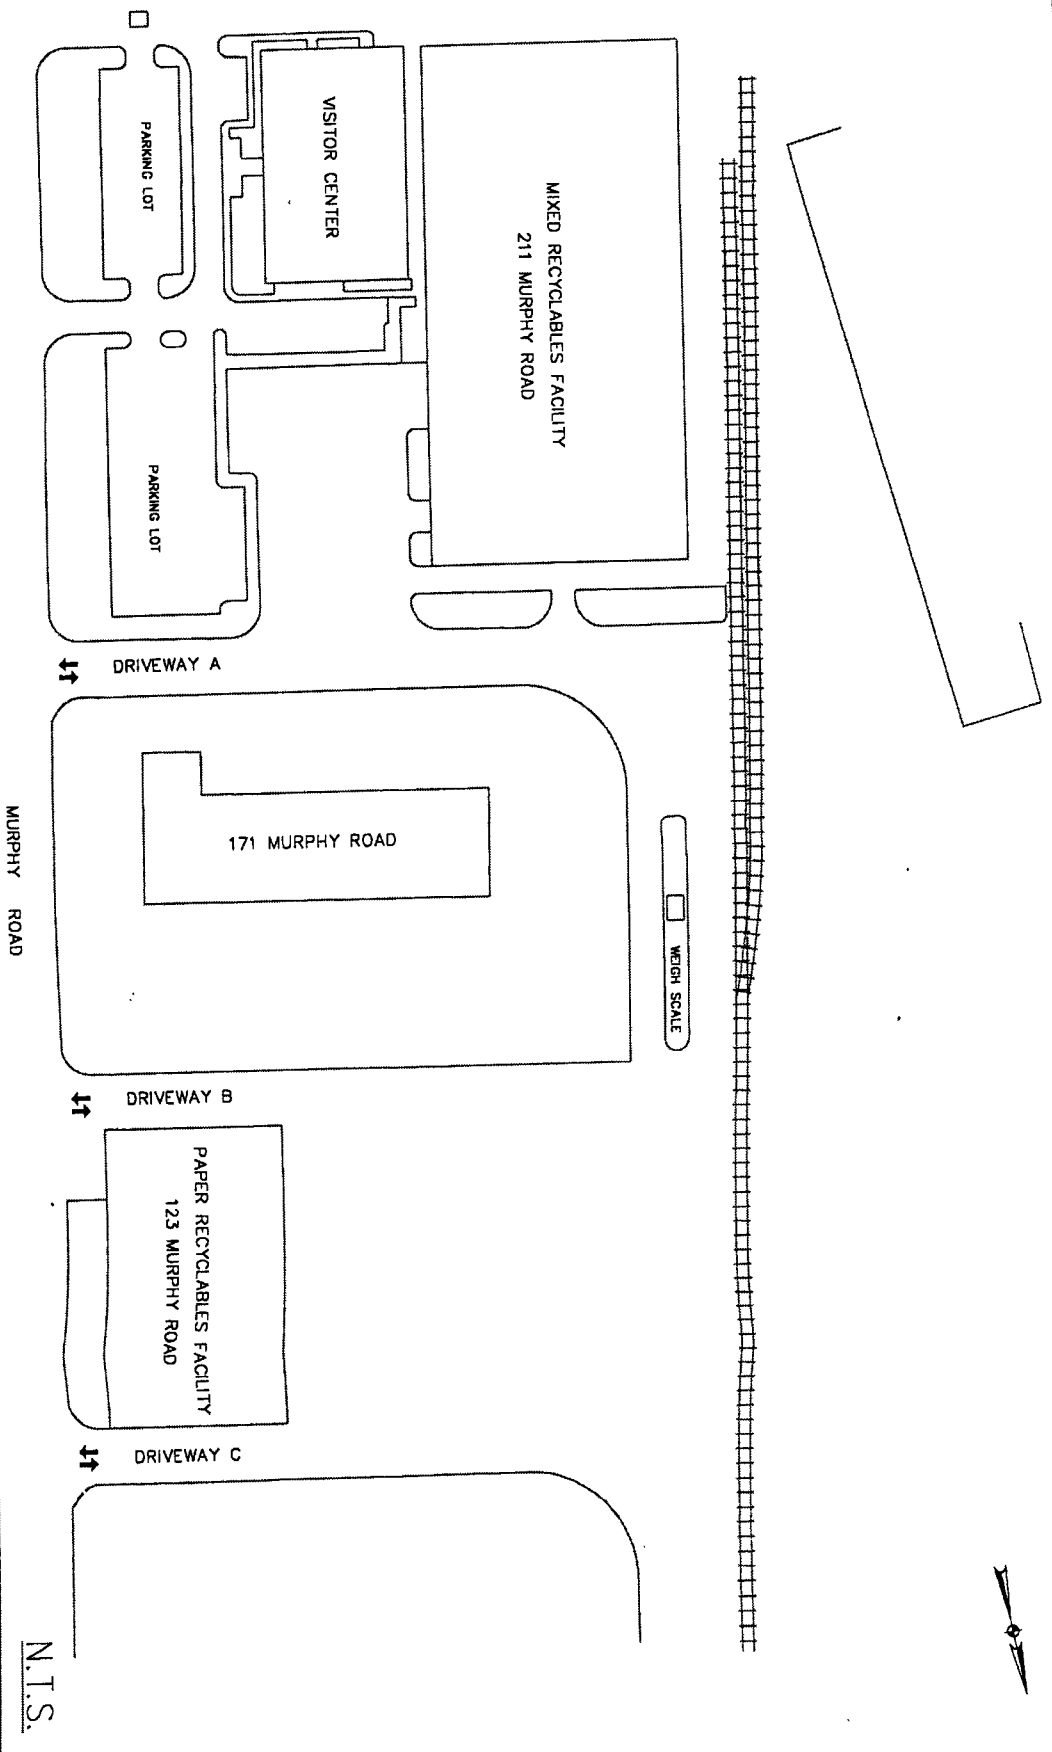 VISITOR CENTER
PARKING LOT
MIXED RECYCLABLES FACILITY
211 MURPHY ROAD
PARKING LOT
DRIVEWAY A
171 MURPHY ROAD
WEIGH SCALE
MURPHY ROAD
DRIVEWAY B
PAPER RECYCLABLES FACILITY
123 MURPHY ROAD
DRIVEWAY C
N.T.S.